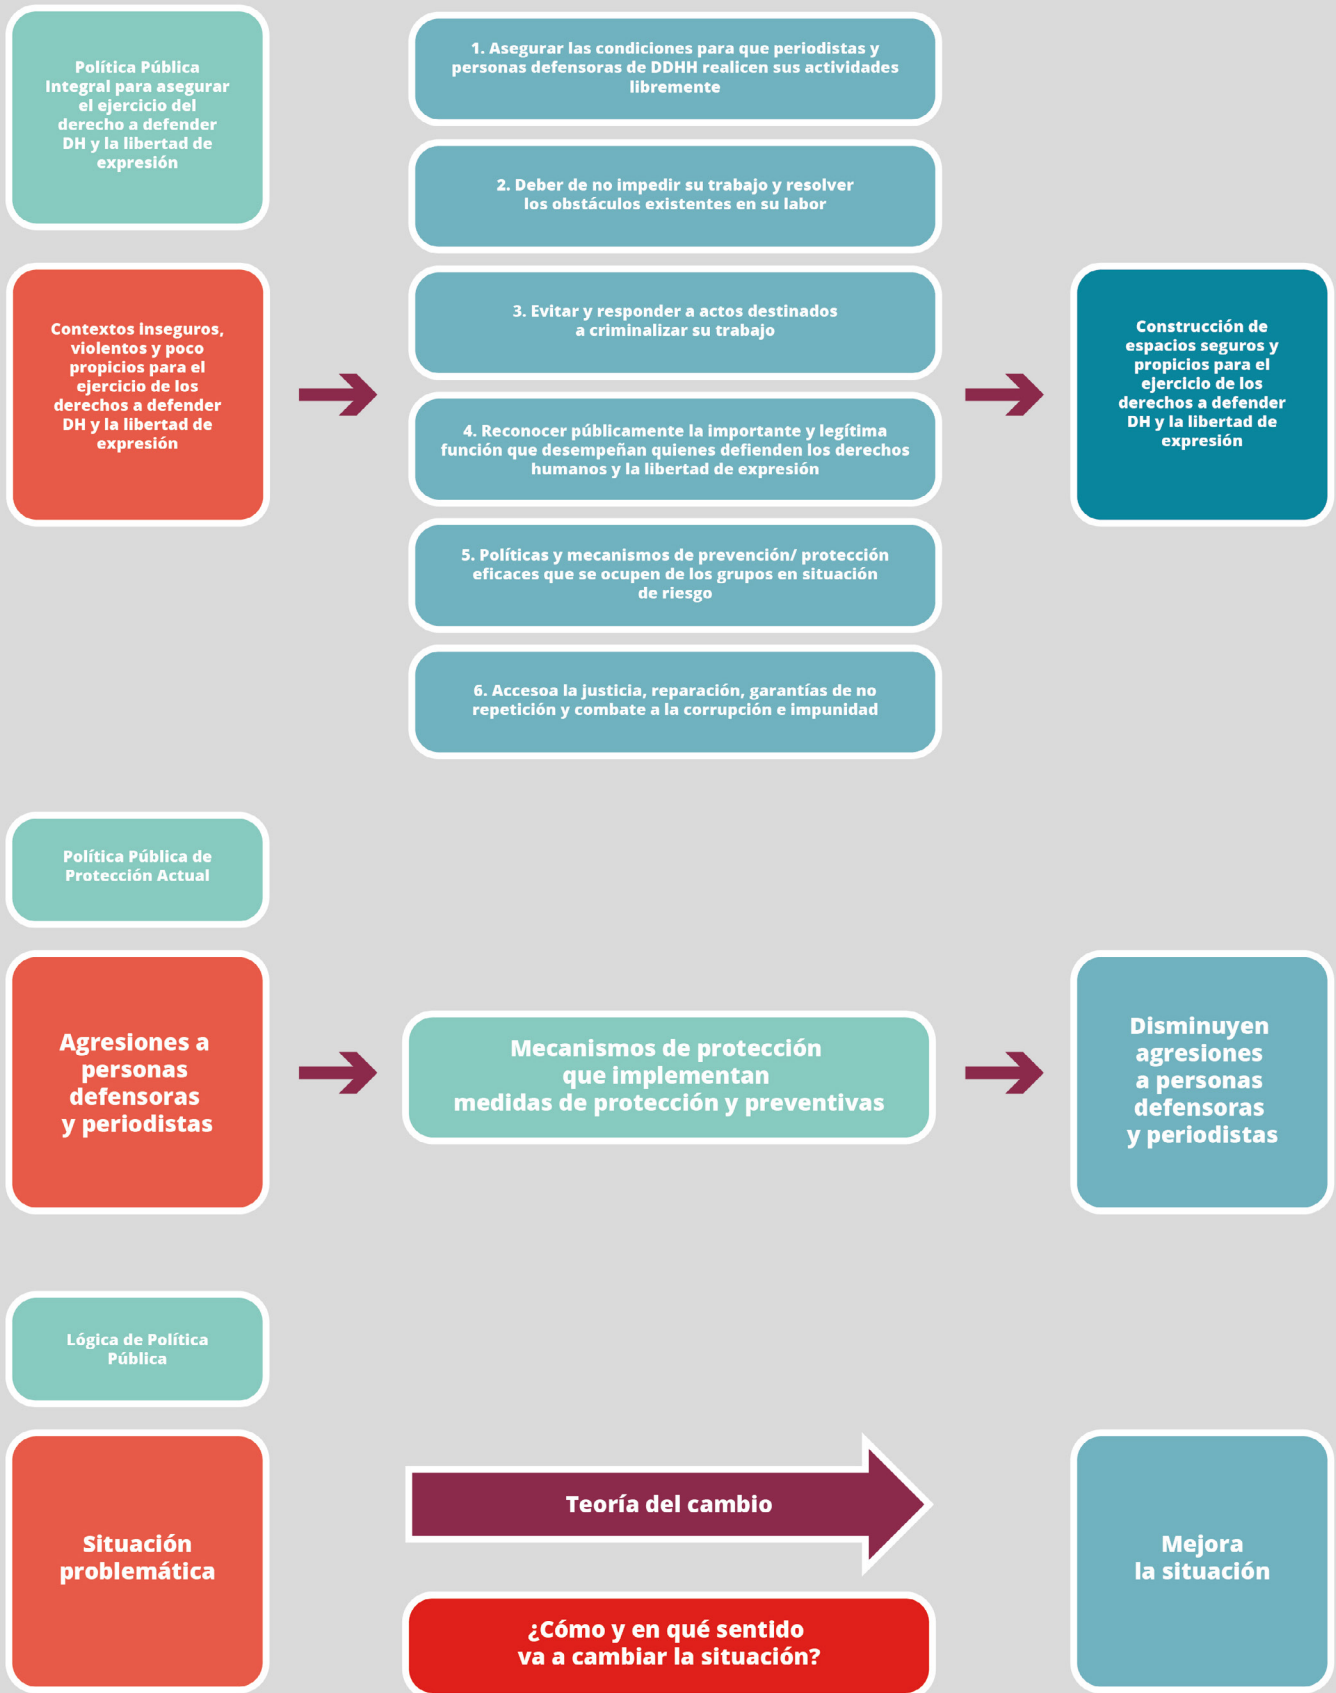 Política Pública
Integral para asegurar
el ejercicio del
derecho a defender
DH y la libertad de
expresión
1. Asegurar las condiciones para que periodistas y
personas defensoras de DDHH realicen sus actividades
libremente
2. Deber de no impedir su trabajo y resolver
los obstáculos existentes en su labor
Contextos inseguros,
violentos y poco
propicios para el
ejercicio de los
derechos a defender
DH y la libertad de
expresión
3. Evitar y responder a actos destinados
a criminalizar su trabajo
4. Reconocer públicamente la importante y legítima
función que desempeñan quienes defienden los derechos
humanos y la libertad de expresión
5. Políticas y mecanismos de prevención/ protección
eficaces que se ocupen de los grupos en situación
de riesgo
6. Accesoa la justicia, reparación, garantías de no
repetición y combate a la corrupción e impunidad
Construcción de
espacios seguros y
propicios para el
ejercicio de los
derechos a defender
DH y la libertad de
expresión
Política Pública de
Protección Actual
Agresiones a
personas
defensoras
y periodistas
Mecanismos de protección
que implementan
medidas de protección y preventivas
Disminuyen
agresiones
a personas
defensoras
y periodistas
Lógica de Política
Pública
Situación
problemática
Teoría del cambio
¿Cómo y en qué sentido
va a cambiar la situación?
Mejora
la situación